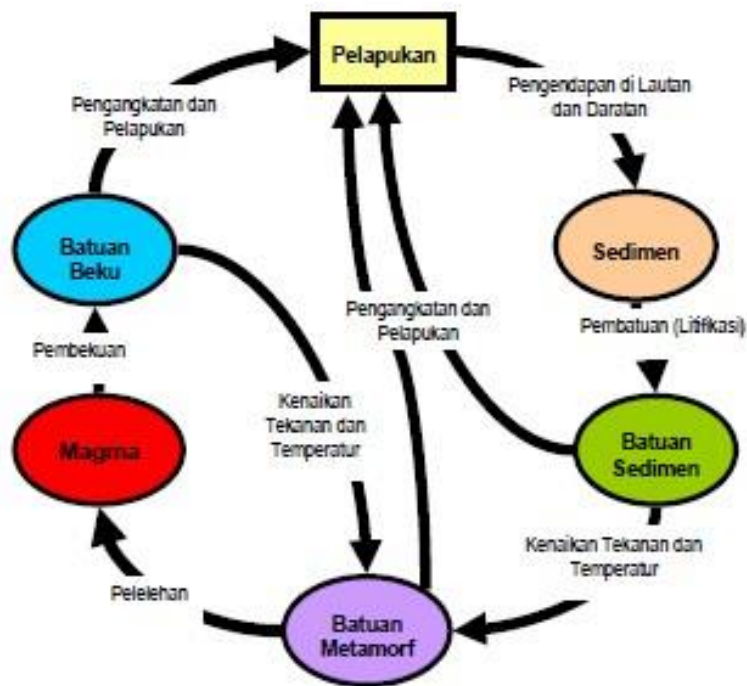 Pelapukan
Pengangkatan dan
Pelapukan
Pengendapan di Lautan
dan Daratan
Batuan
Beku
Sedimen
Pengangkatan dan
Pelapukan
Pembatuan (Litifikasi)
Pembekuan
Kenaikan
Tekanan dan
Temperatur
Magma
Batuan
Sedimen
Kenaikan Tekanan dan
Temperatur
Pelelehan
Batuan
Metamorf